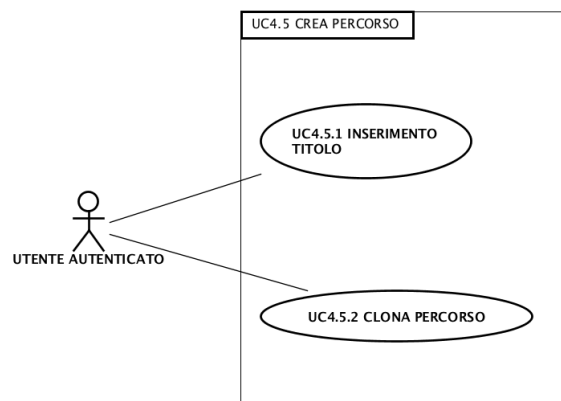 UC4.5 CREA PERCORSO
UC4.5.1 INSERIMENTO
TITOLO
UTENTE AUTENTICATO
UC4.5.2 CLONA PERCORSO